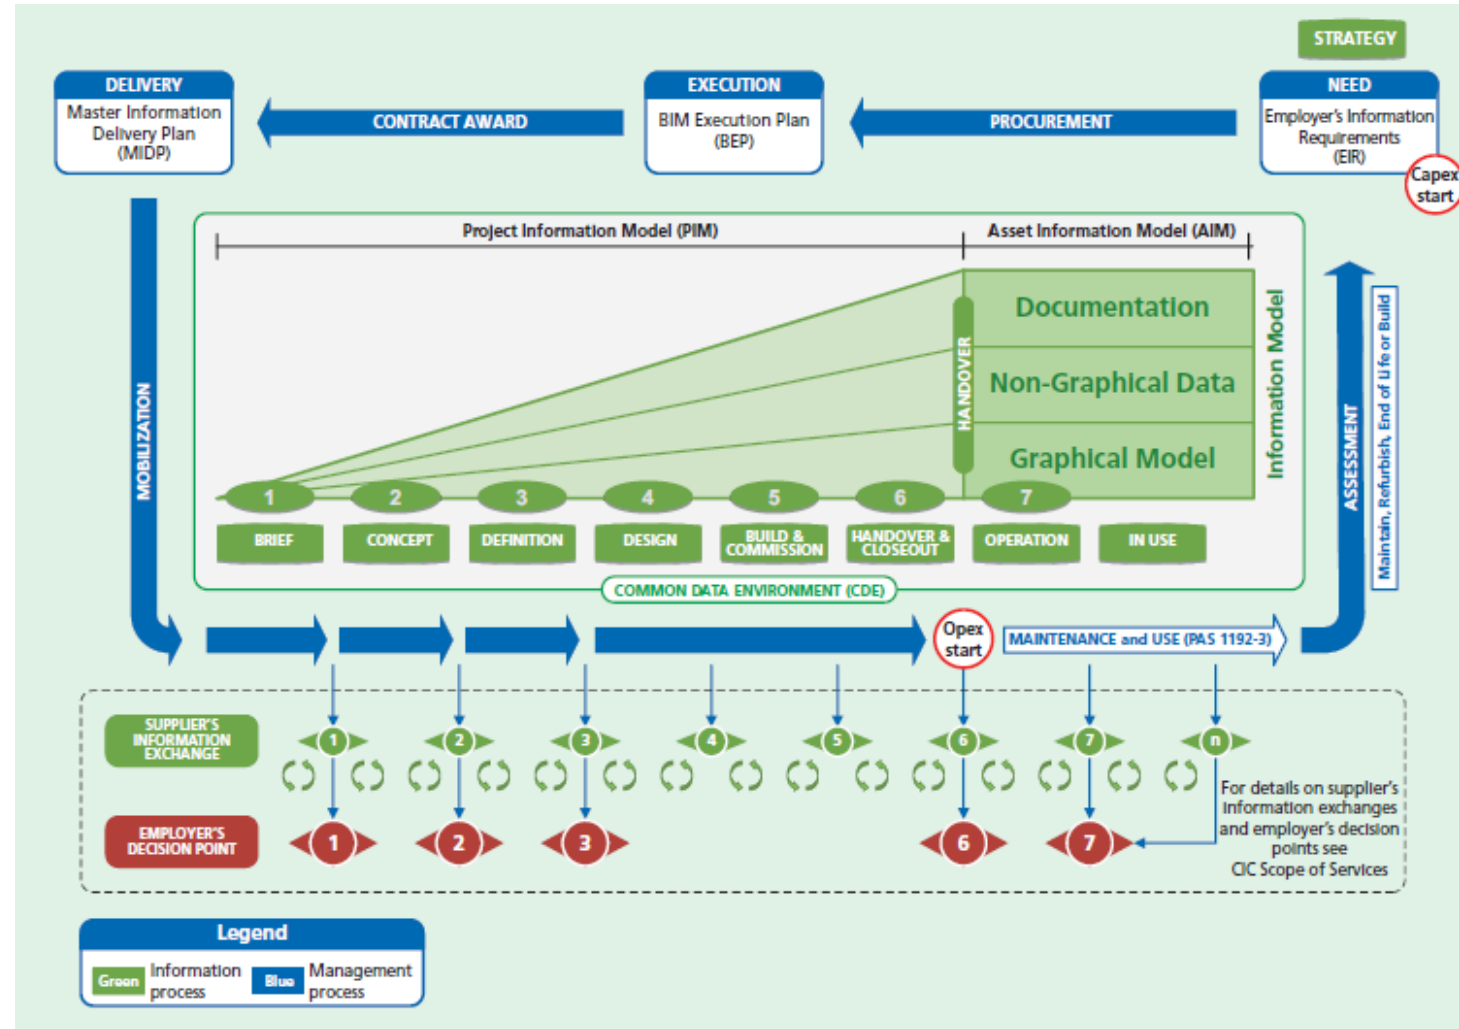 STRATEGY
DELIVERY
Master Information
Delivery Plan
(MIDP)
CONTRACT AWARD
EXECUTION
BIM Execution Plan
(BEP)
PROCUREMENT
NEED
Employer's Information
Requirements
(EIR)
Capex
start
MOBILIZATION
Project Information Model (PIM)
Asset Information Model (AIM)
Documentation
Non-Graphical Data
Graphical Model
HANDOVER
Information Model
ASSESSMENT
Maintain, Refurbish, End of Life or Build
1
2
3
4
5
6
7
BRIEF
CONCEPT
DEFINITION
DESIGN
BUILD &
COMMISSION
HANDOVER &
CLOSEOUT
OPERATION
IN USE
COMMON DATA ENVIRONMENT (CDE)
Opex
start
MAINTENANCE and USE (PAS 1192-3)
SUPPLIER'S
INFORMATION
EXCHANGE
1
2
3
4
5
6
7
n
EMPLOYER'S
DECISION POINT
1
2
3
6
7
For details on supplier's
information exchanges
and employer's decision
points see
CIC Scope of Services
Legend
Green
Information
process
Blue
Management
process